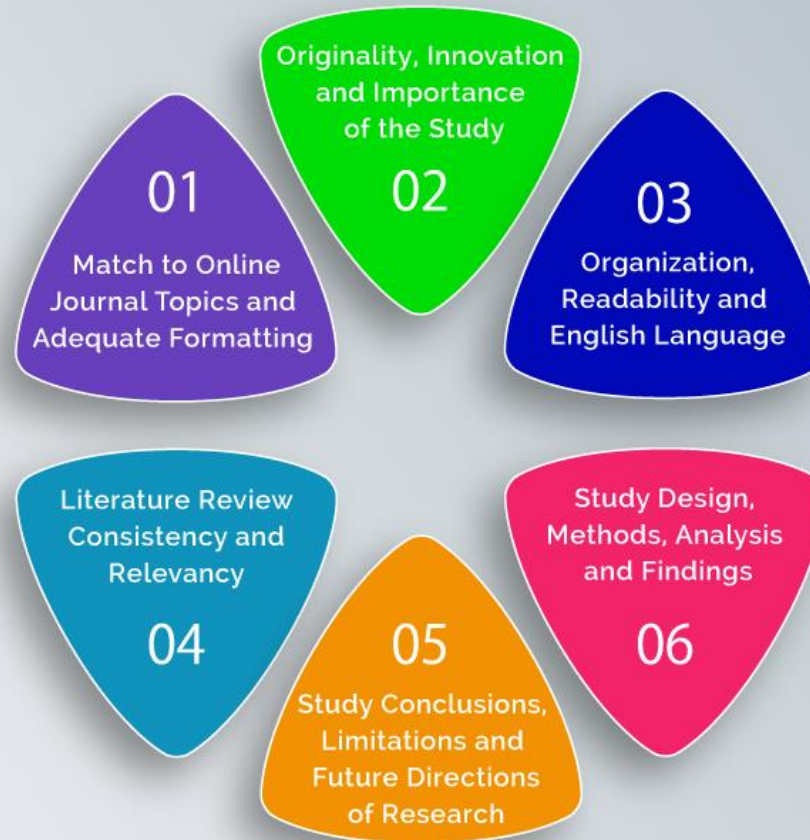 01
Match to Online
Journal Topics and
Adequate Formatting
Originality, Innovation
and Importance
of the Study
02
03
Organization,
Readability and
English Language
Literature Review
Consistency and
Relevancy
04
05
Study Conclusions,
Limitations and
Future Directions
of Research
Study Design,
Methods, Analysis
and Findings
06